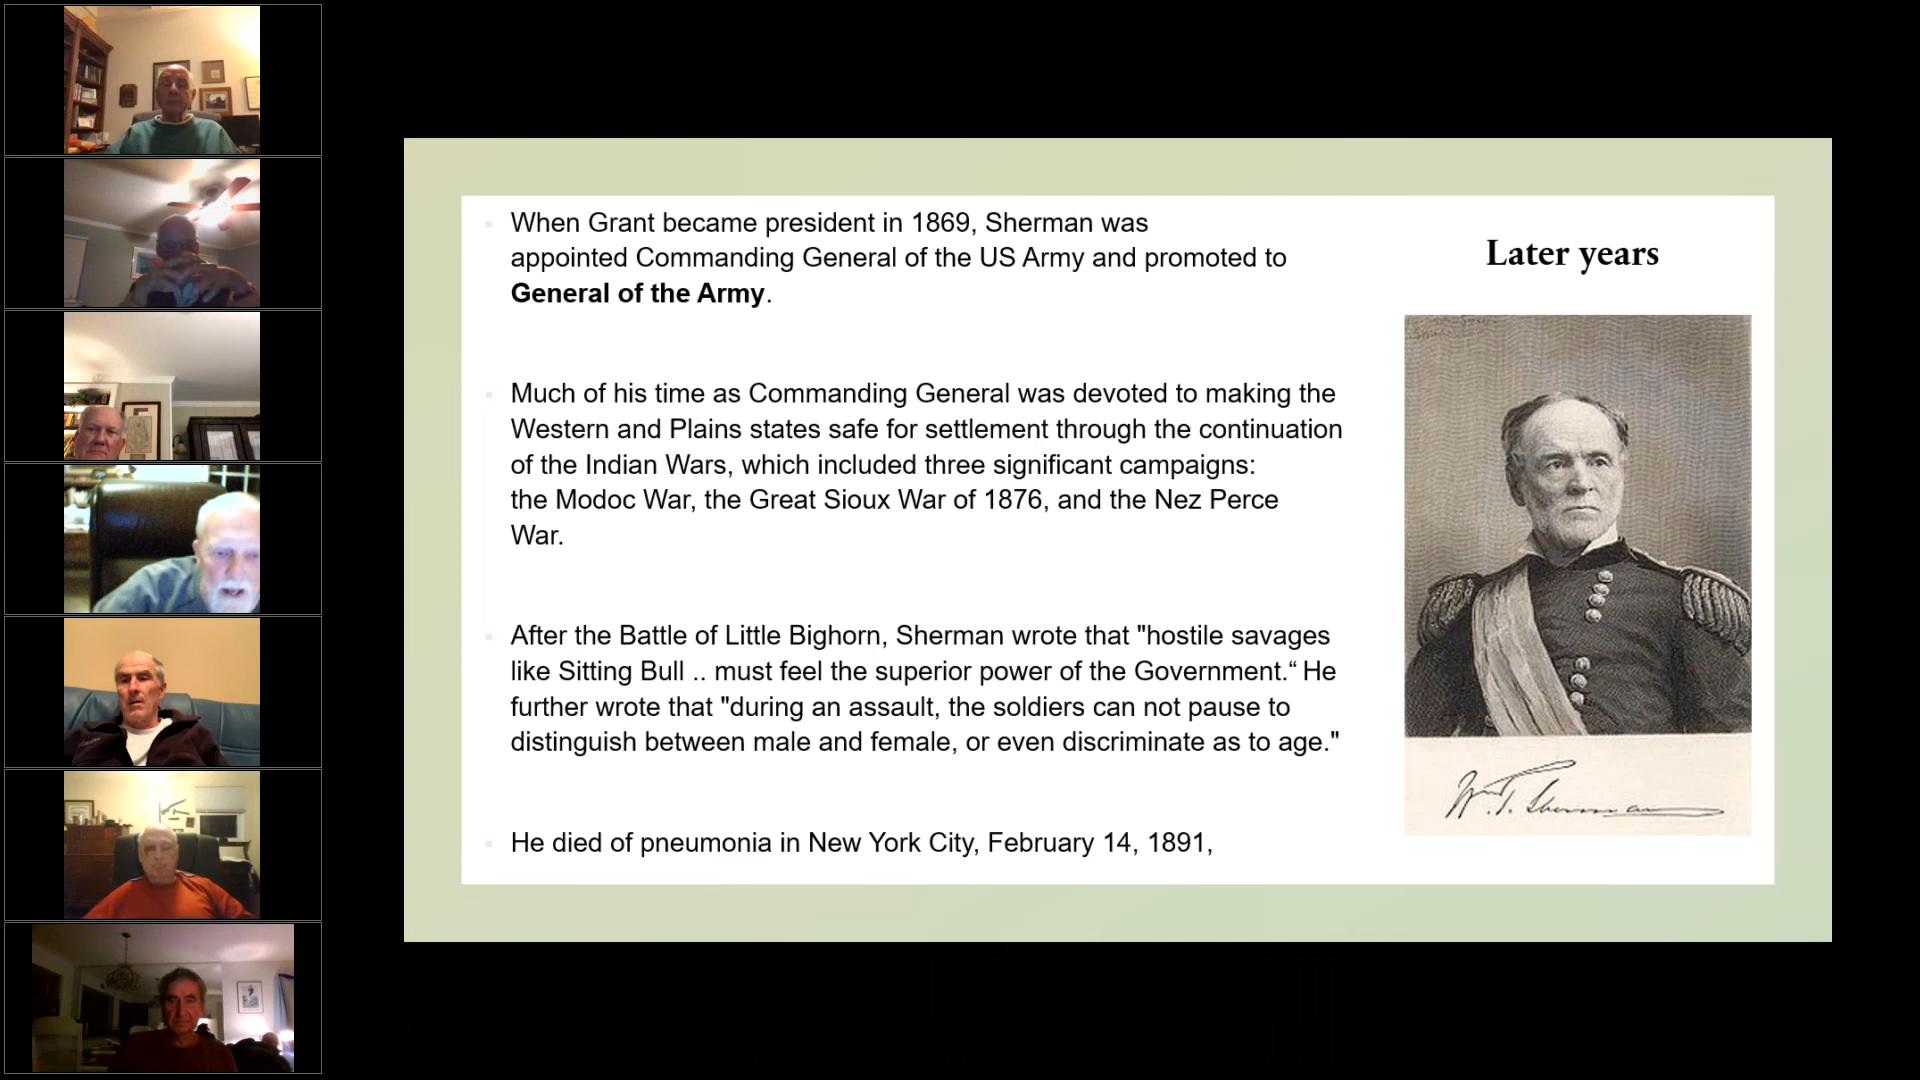 When Grant became president in 1869, Sherman was
appointed Commanding General of the US Army and promoted to
General of the Army.
Much of his time as Commanding General was devoted to making the
Western and Plains states safe for settlement through the continuation
of the Indian Wars, which included three significant campaigns:
the Modoc War, the Great Sioux War of 1876, and the Nez Perce
War.
After the Battle of Little Bighorn, Sherman wrote that "hostile savages
like Sitting Bull .. must feel the superior power of the Government.“ He
further wrote that "during an assault, the soldiers can not pause to
distinguish between male and female, or even discriminate as to age."
He died of pneumonia in New York City, February 14, 1891,
Later years
W. T. Sherman